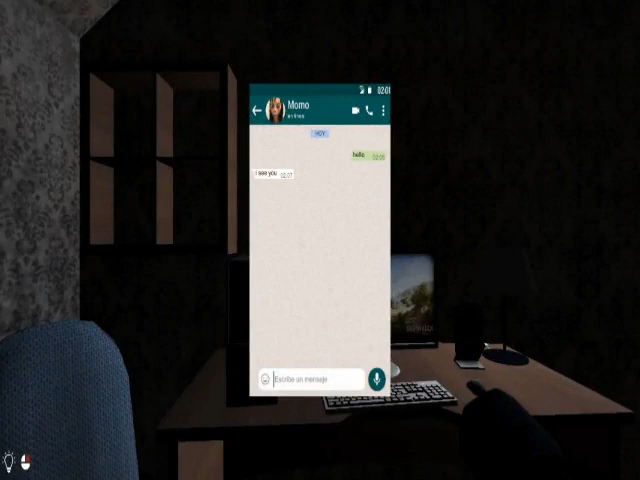 02:01
Momo
en línea
HOY
hello 02:06
I see you 02:07
Escribe un mensaje